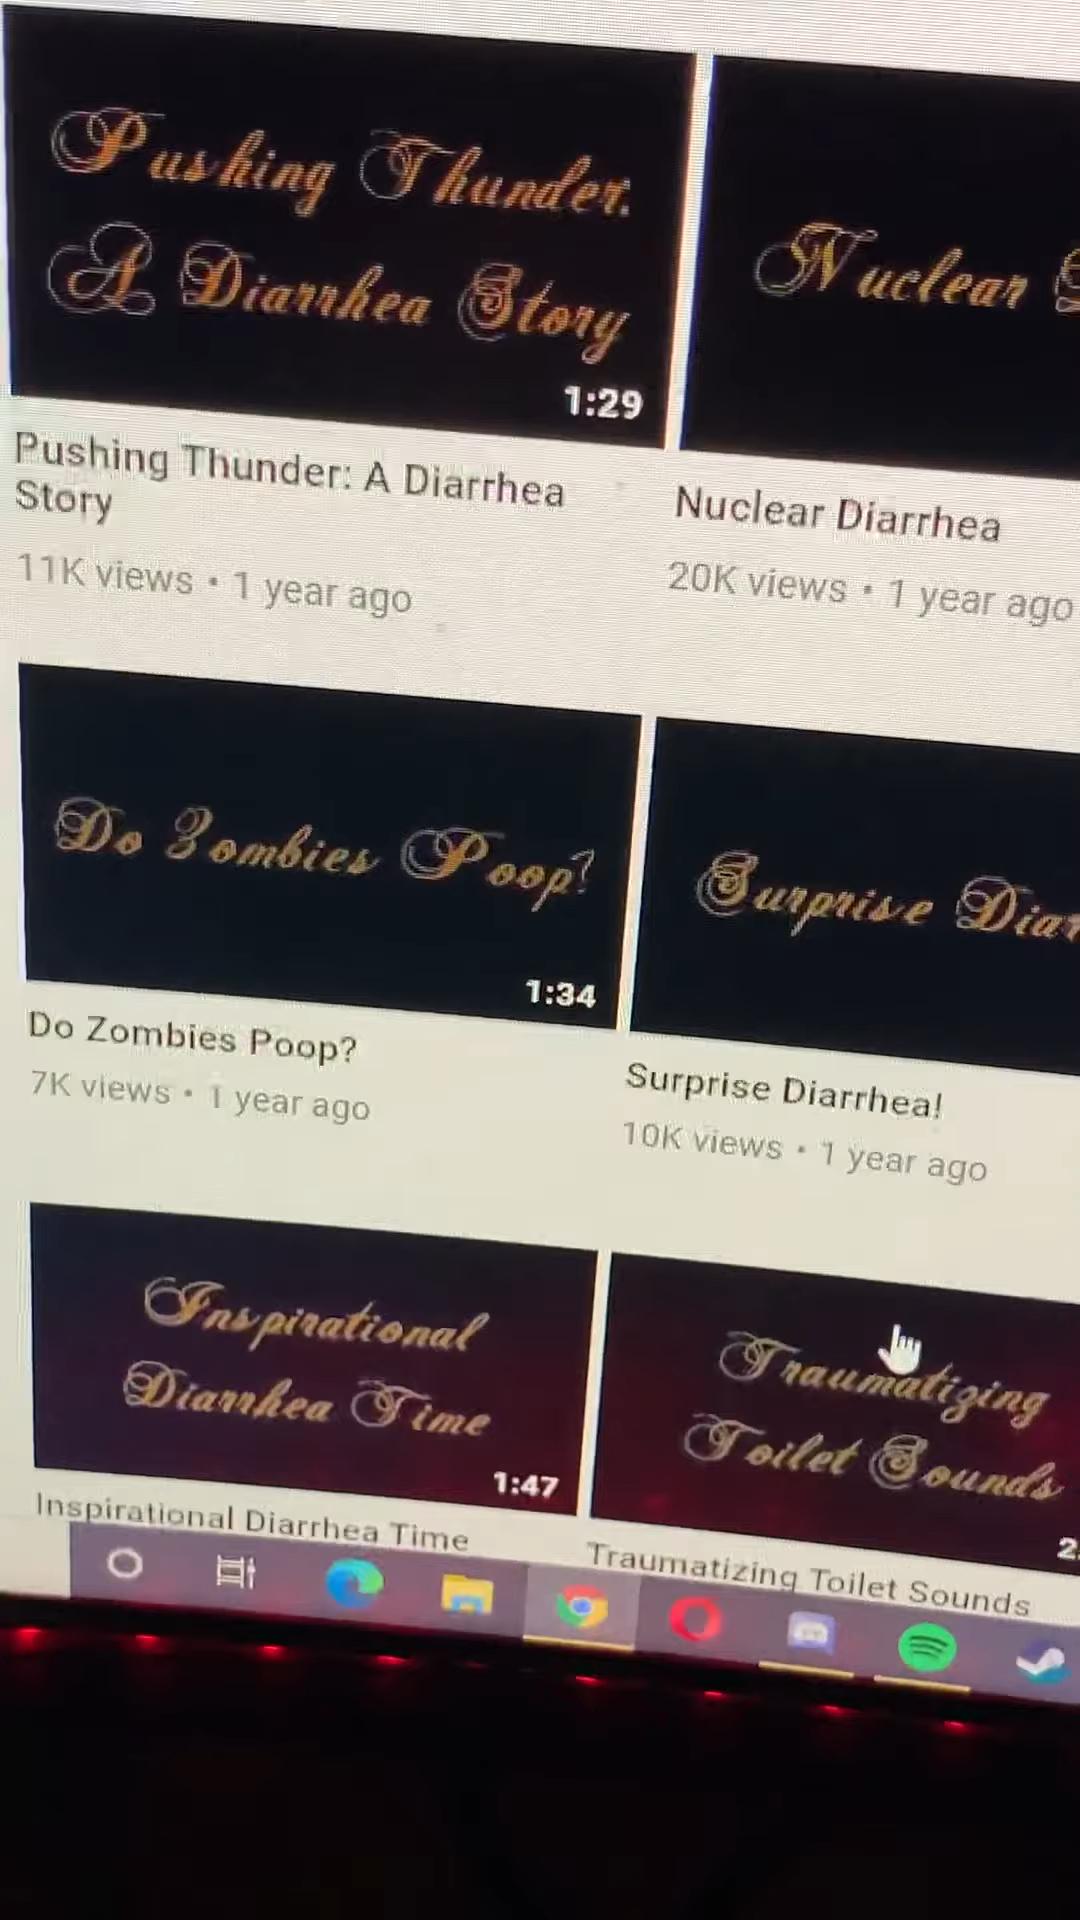 Pushing Thunder:
A Diarrhea Story
1:29
Pushing Thunder: A Diarrhea
Story
11K views • 1 year ago
Nuclear
Nuclear Diarrhea
20K views • 1 year ago
Do Zombies Poop?
1:34
Do Zombies Poop?
7K views • 1 year ago
Surprise Diar
Surprise Diarrhea!
10K views • 1 year ago
Inspirational
Diarrhea Time
1:47
Inspirational Diarrhea Time
Traumatizing
Toilet Sounds
Traumatizing Toilet Sounds